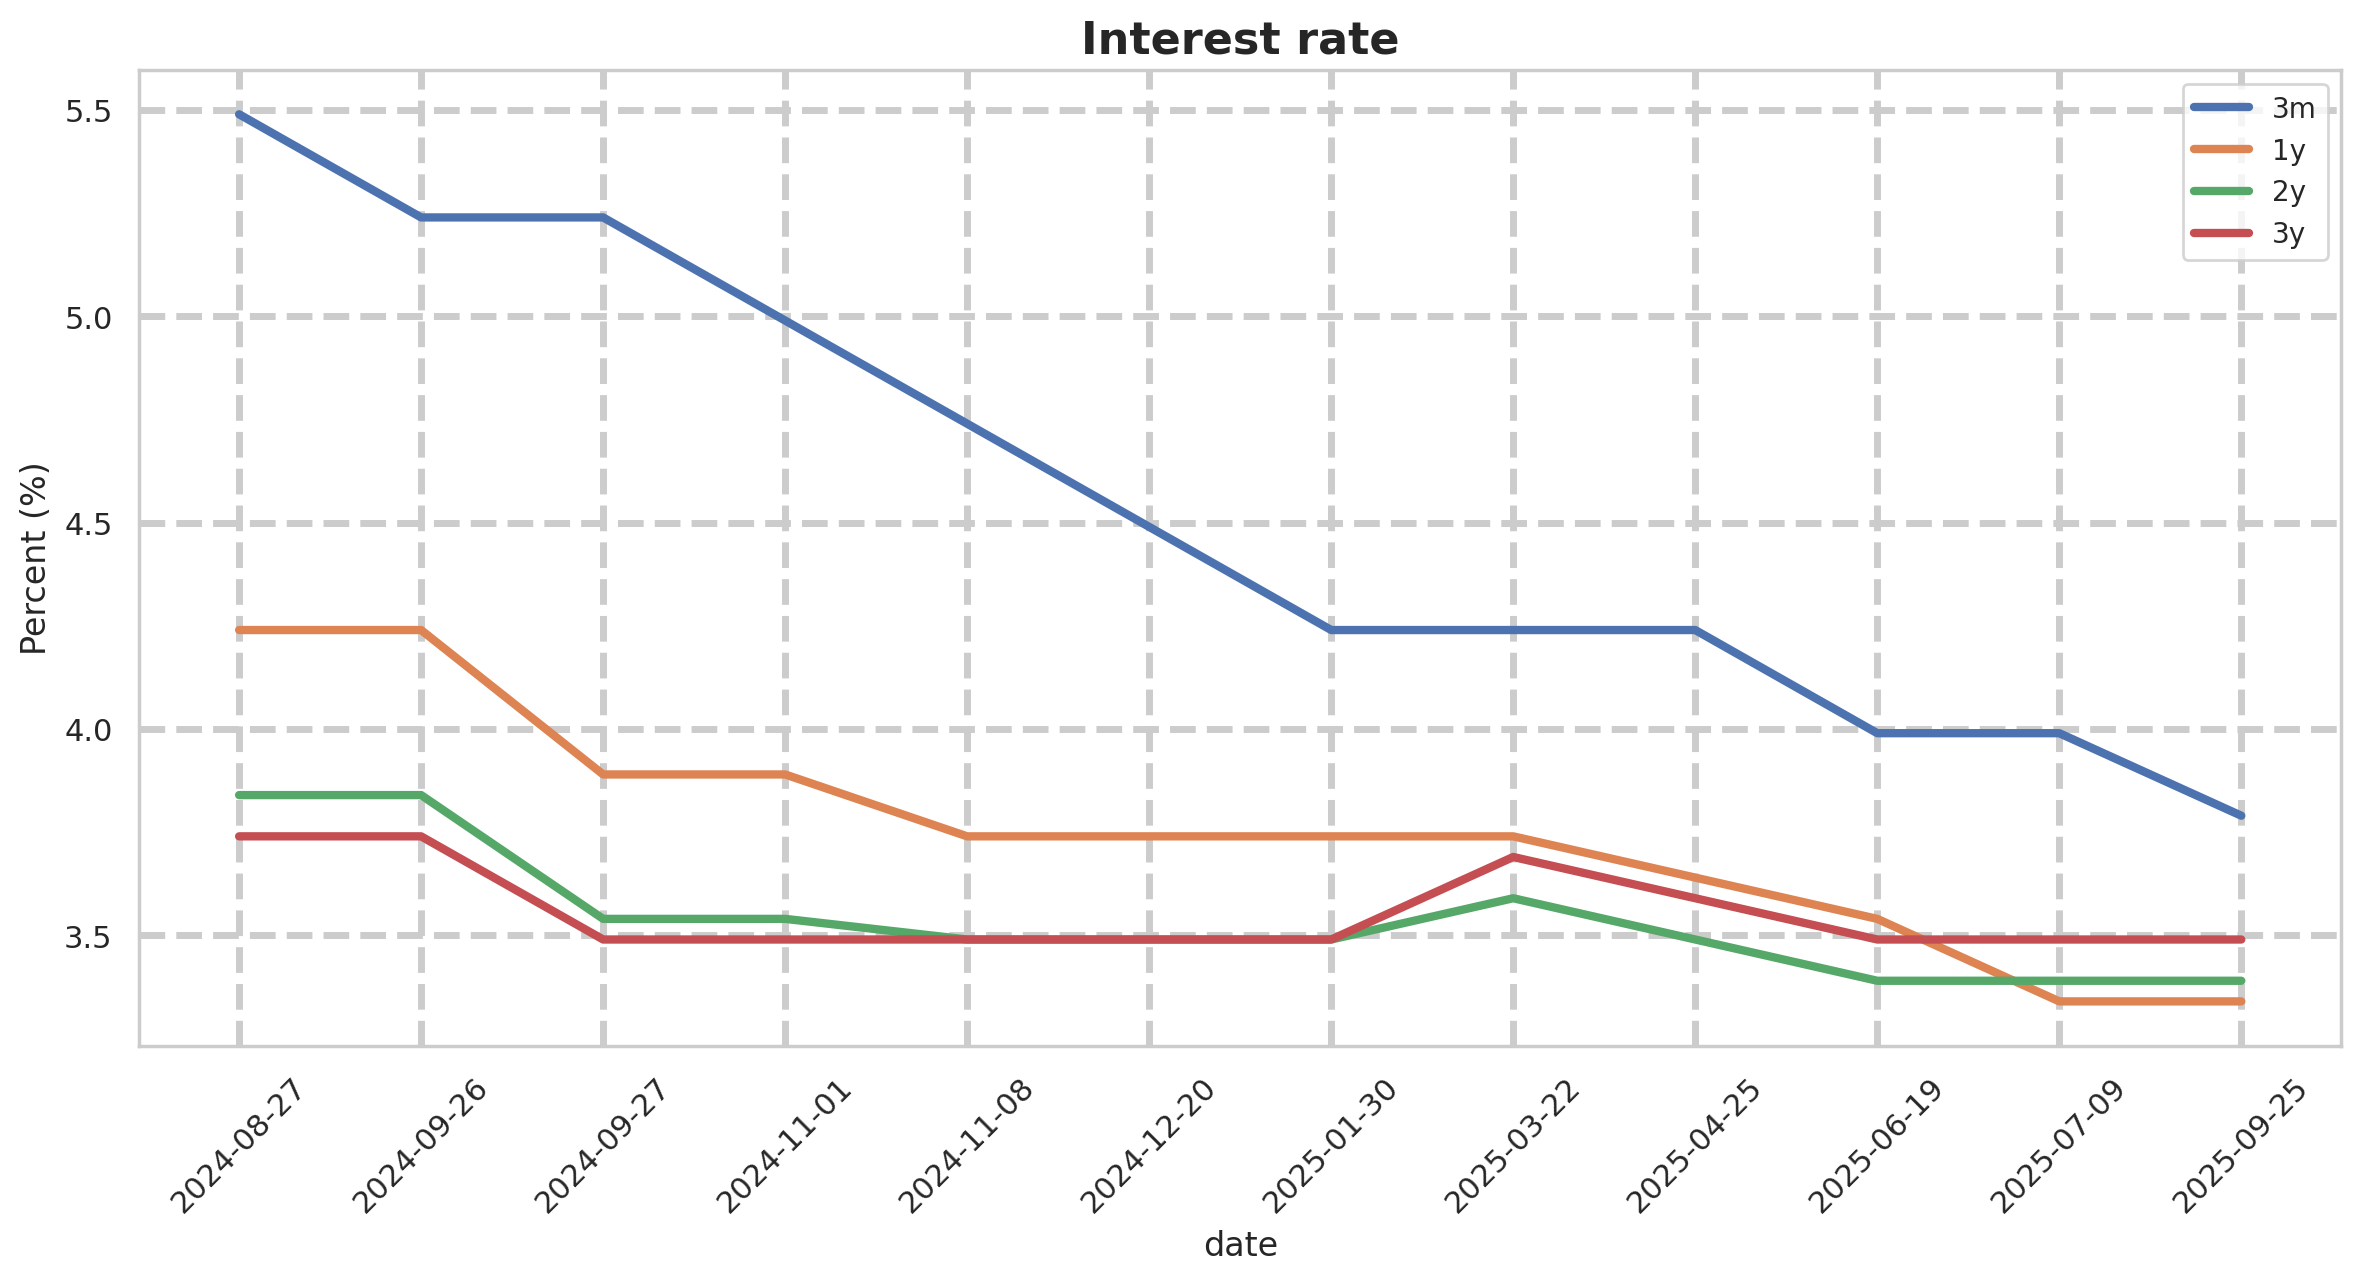 Interest rate
5.5
5.0
4.5
4.0
3.5
Percent (%)
3m
1y
2y
3y
2024-08-27
2024-09-26
2024-09-27
2024-11-01
2024-11-08
2024-12-20
2025-01-30
2025-03-22
2025-04-25
2025-06-19
2025-07-09
2025-09-25
date